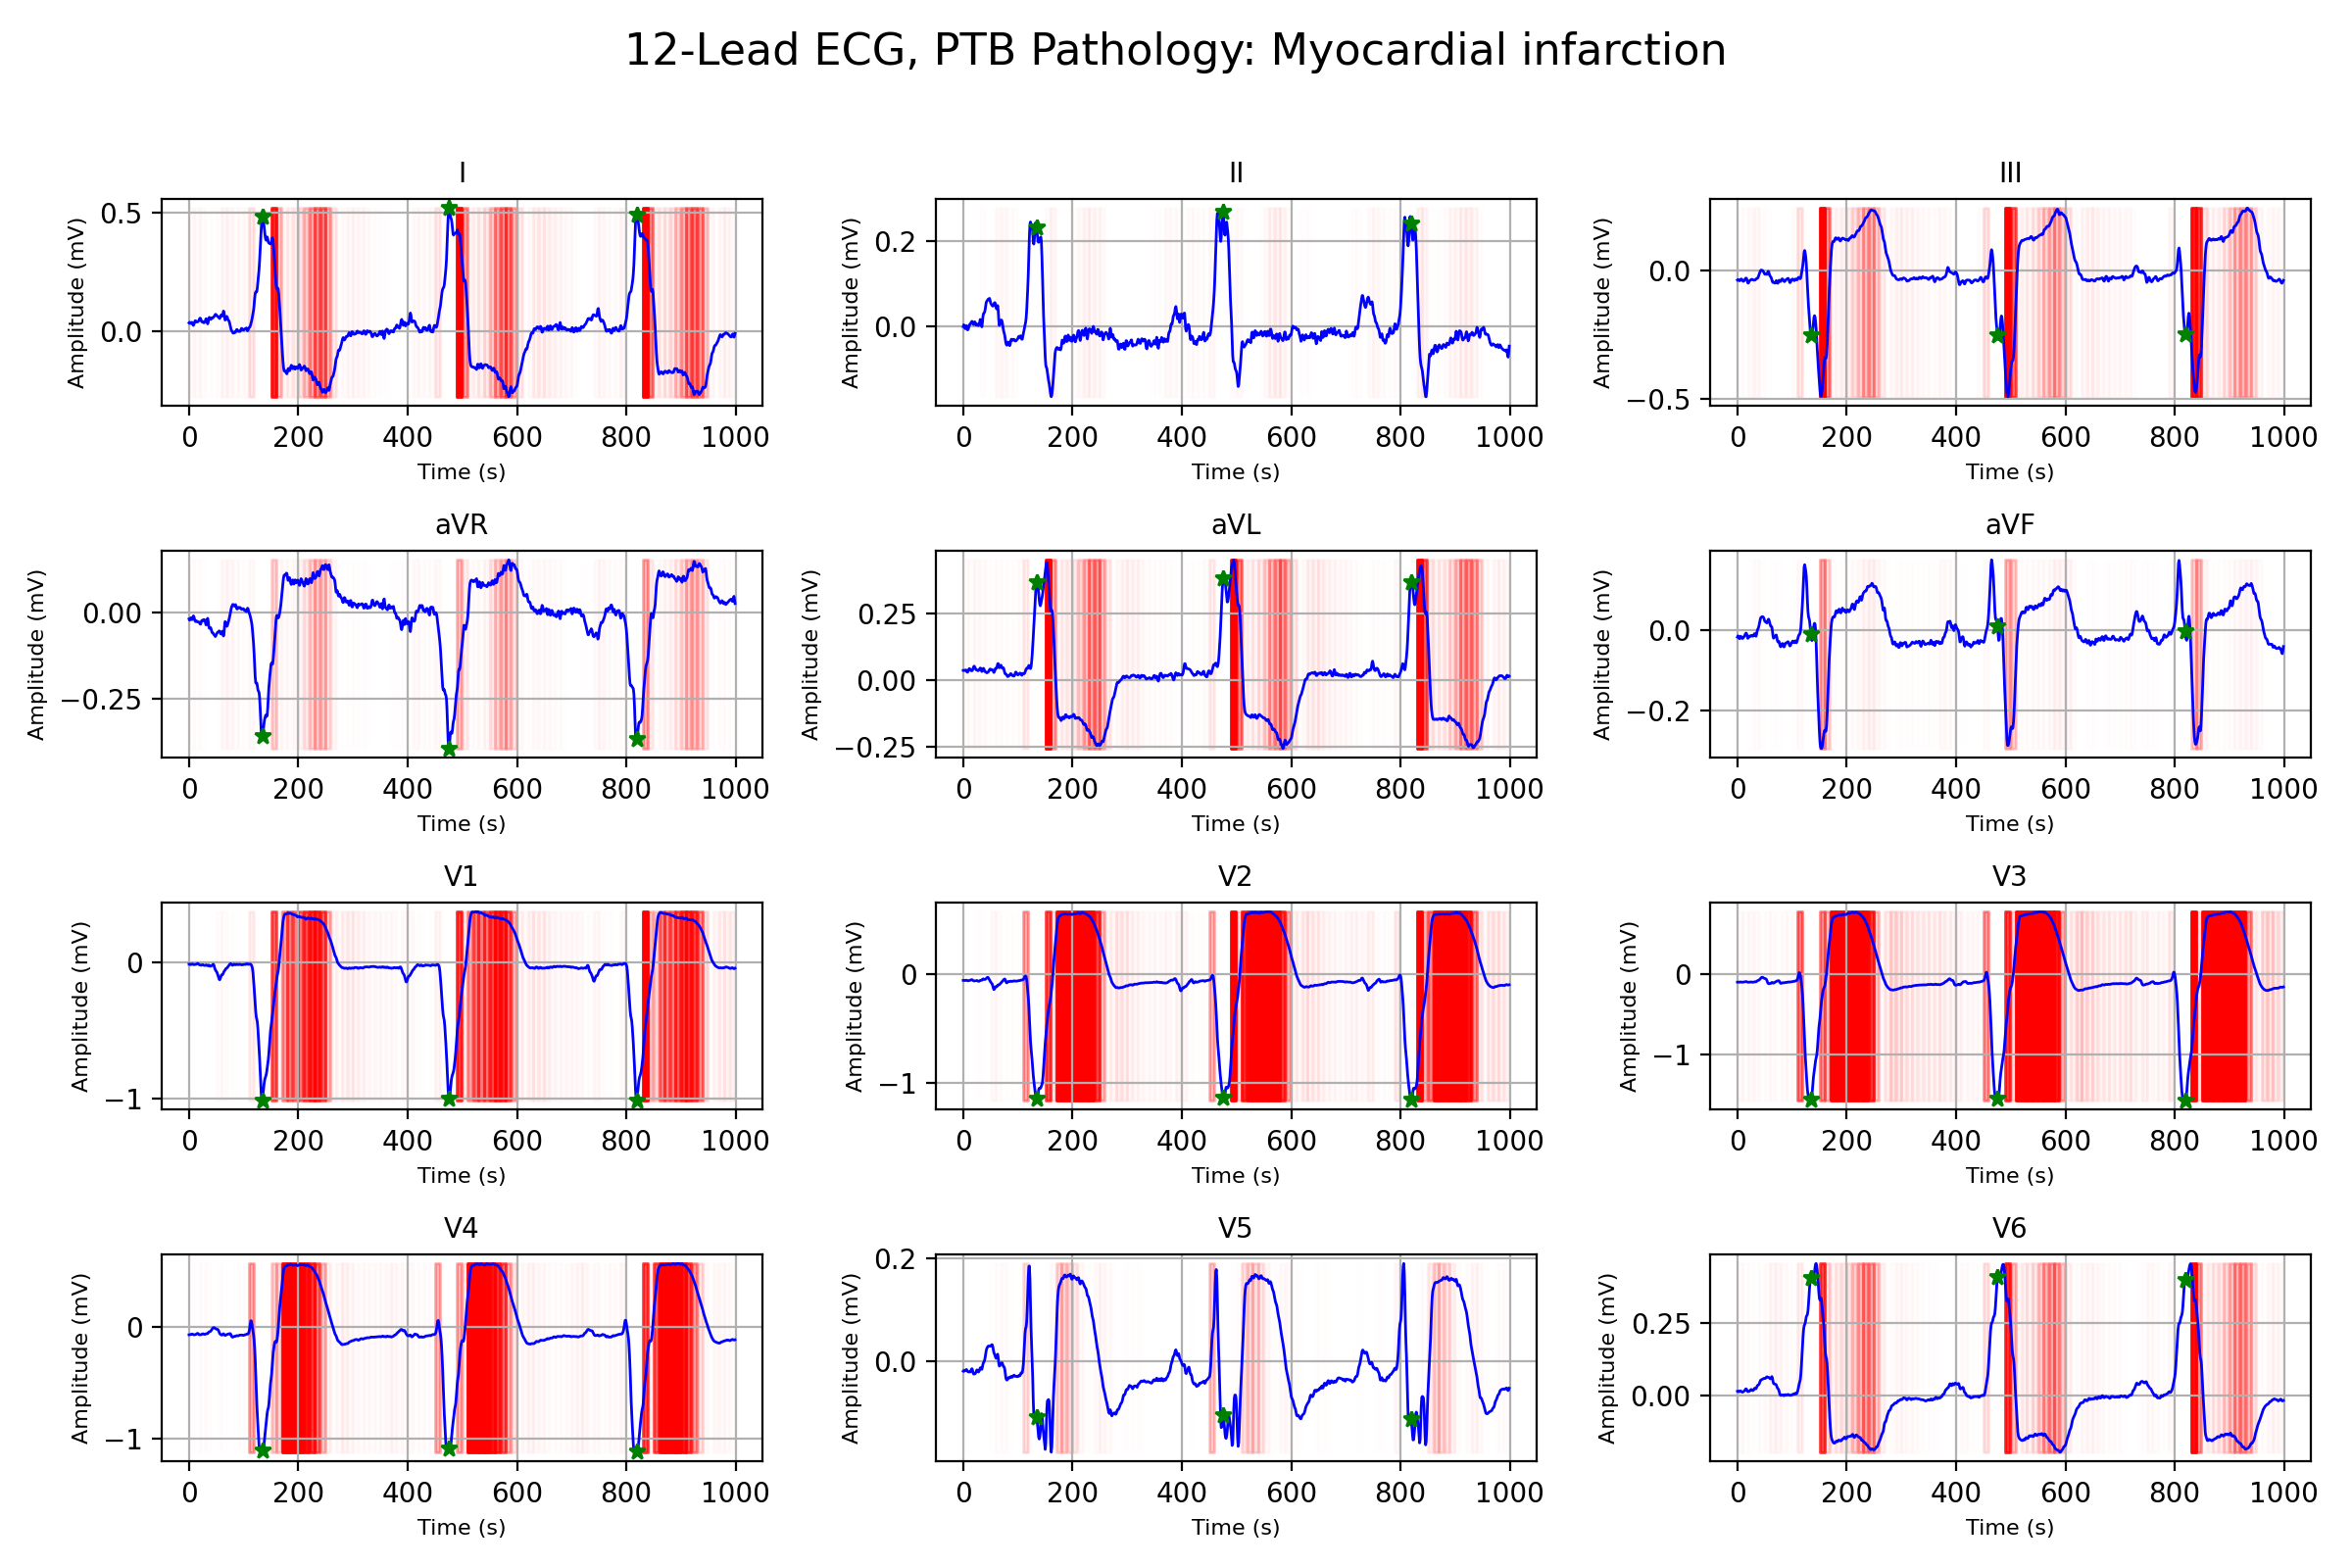 12-Lead ECG, PTB Pathology: Myocardial infarction
I
II
III
Amplitude (mV)
0.5
0.0
Amplitude (mV)
0.2
0.0
Amplitude (mV)
0.0
−0.5
0 200 400 600 800 1000
0 200 400 600 800 1000
0 200 400 600 800 1000
Time (s)
Time (s)
Time (s)
aVR
aVL
aVF
Amplitude (mV)
0.00
−0.25
Amplitude (mV)
0.25
0.00
−0.25
Amplitude (mV)
0.0
−0.2
0 200 400 600 800 1000
0 200 400 600 800 1000
0 200 400 600 800 1000
Time (s)
Time (s)
Time (s)
V1
V2
V3
Amplitude (mV)
0
−1
Amplitude (mV)
0
−1
Amplitude (mV)
0
−1
0 200 400 600 800 1000
0 200 400 600 800 1000
0 200 400 600 800 1000
Time (s)
Time (s)
Time (s)
V4
V5
V6
Amplitude (mV)
0
−1
Amplitude (mV)
0.2
0.0
Amplitude (mV)
0.25
0.00
0 200 400 600 800 1000
0 200 400 600 800 1000
0 200 400 600 800 1000
Time (s)
Time (s)
Time (s)